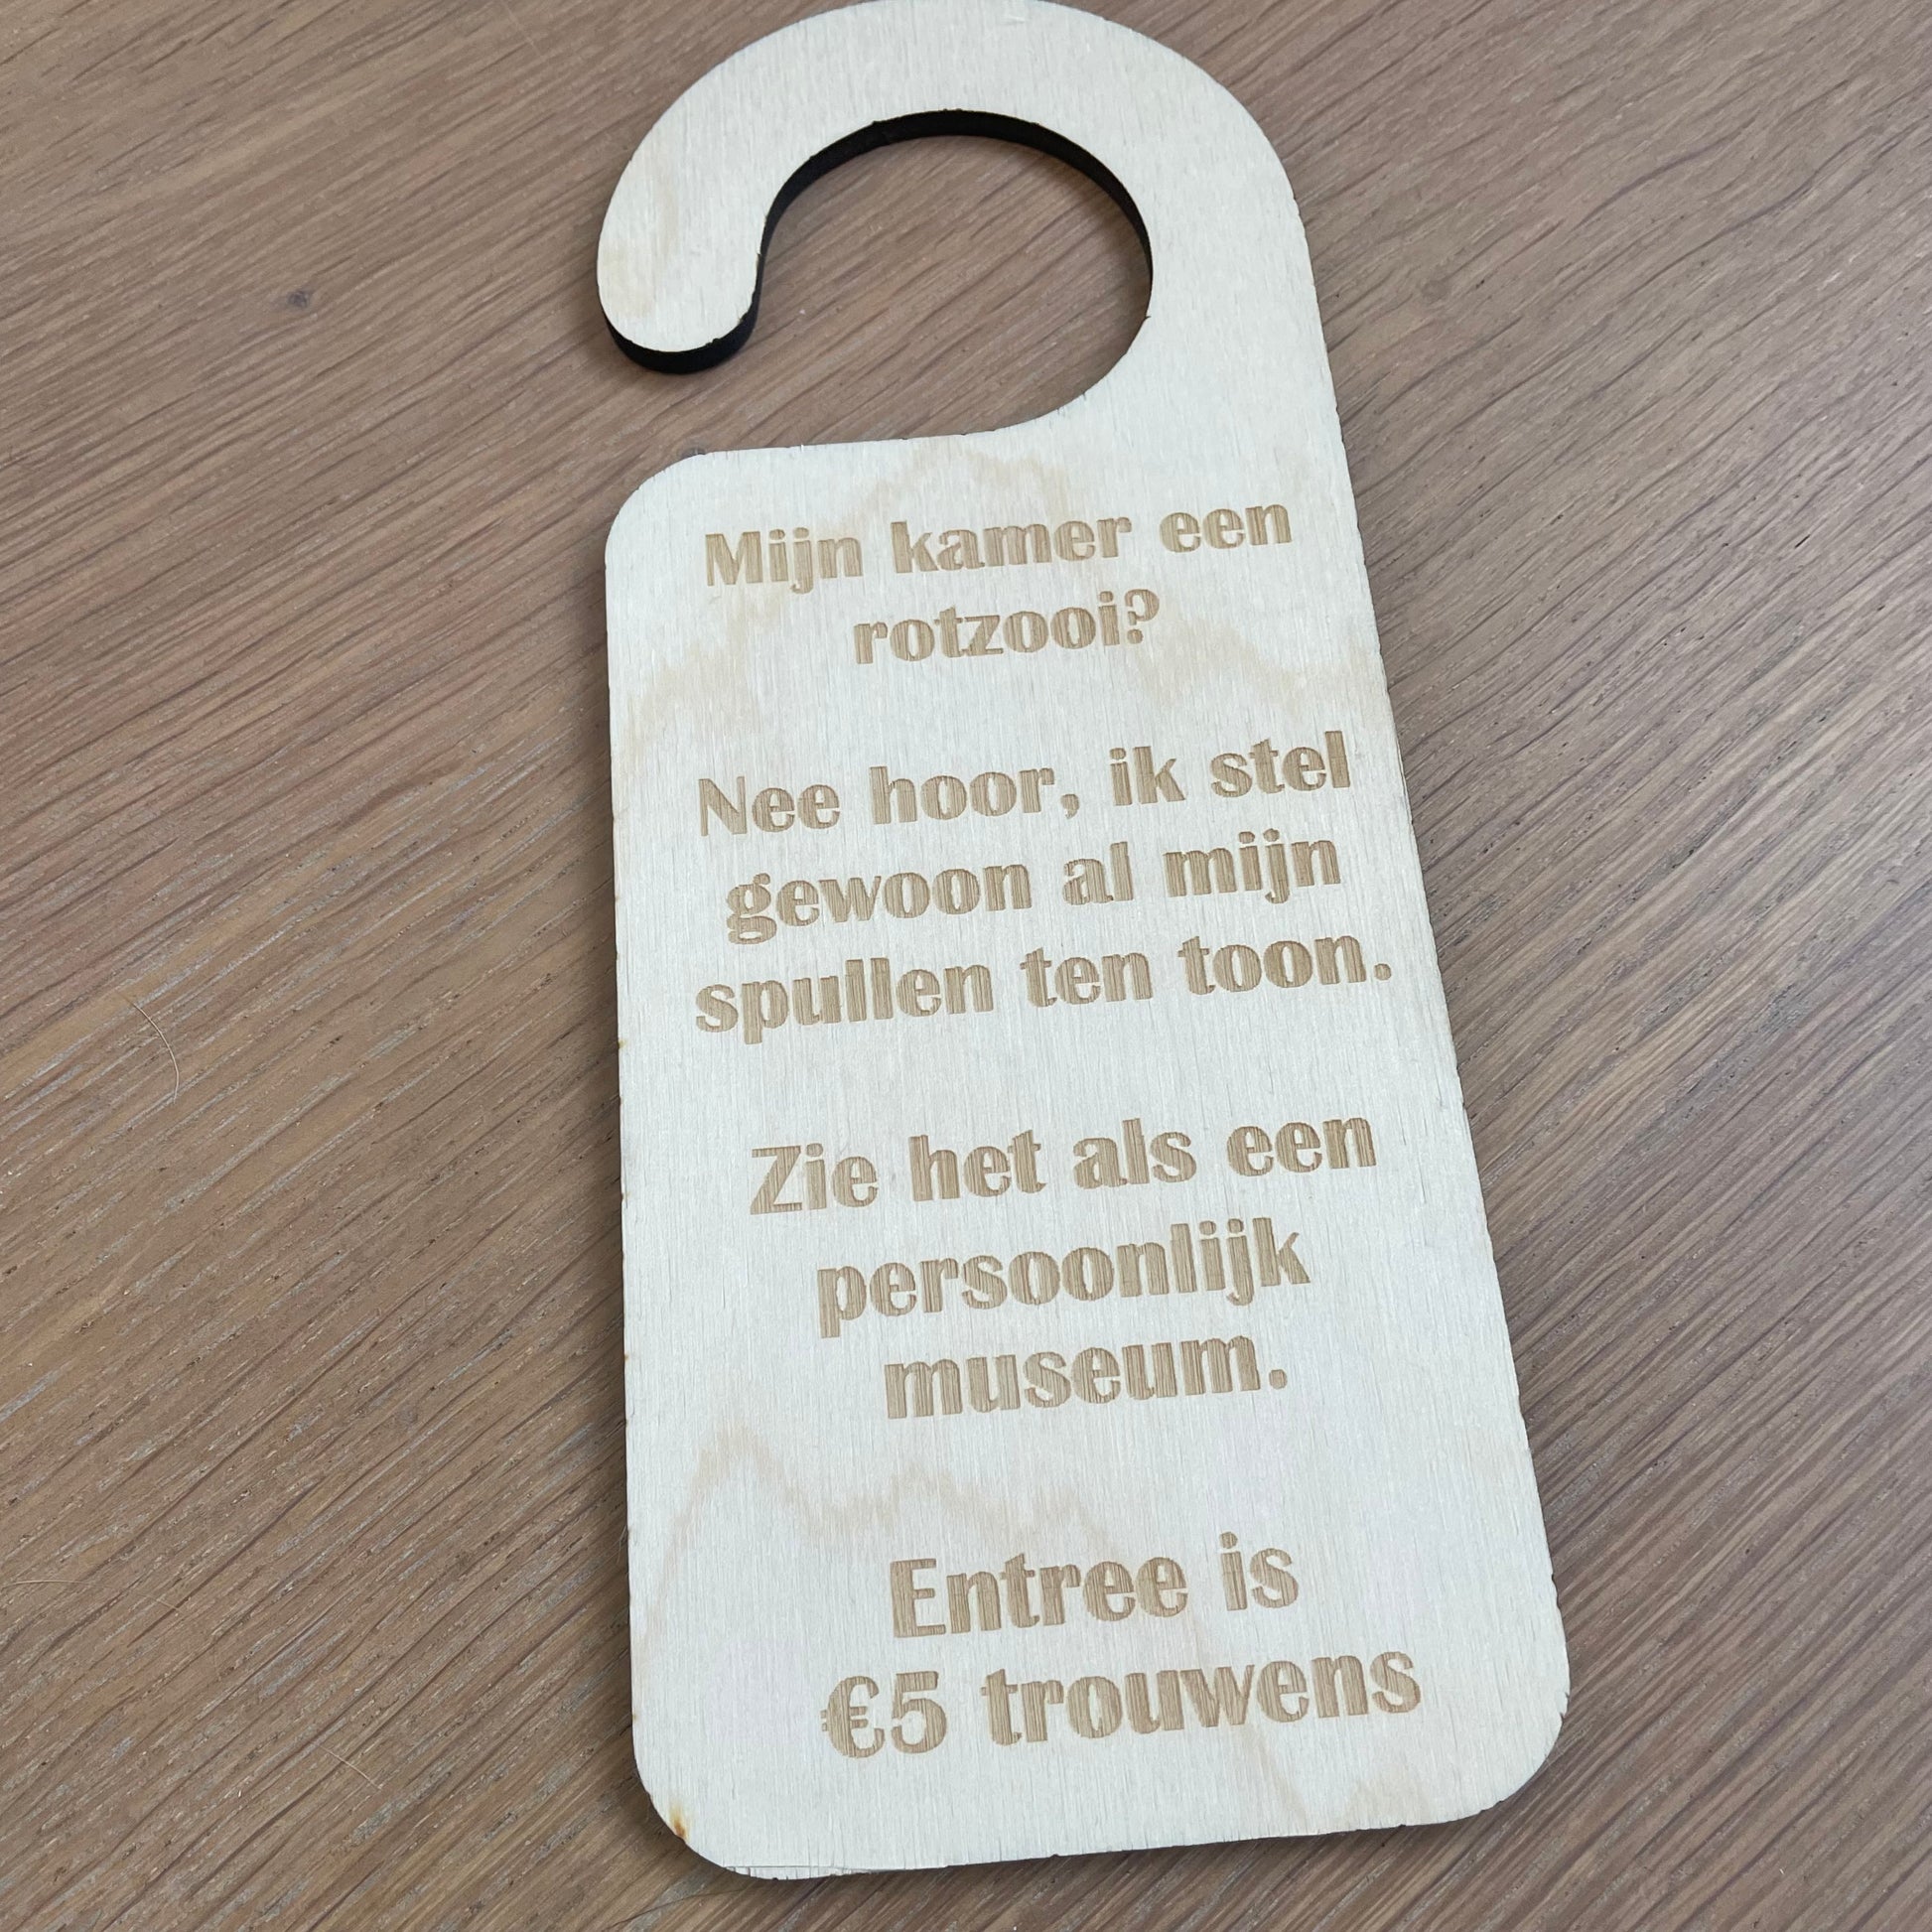 Mijn kamer een
rotzooi?
Nee hoor, ik stel
gewoon al mijn
spullen ten toon.
Zie het als een
persoonlijk
museum.
Entree is
€5 trouwens